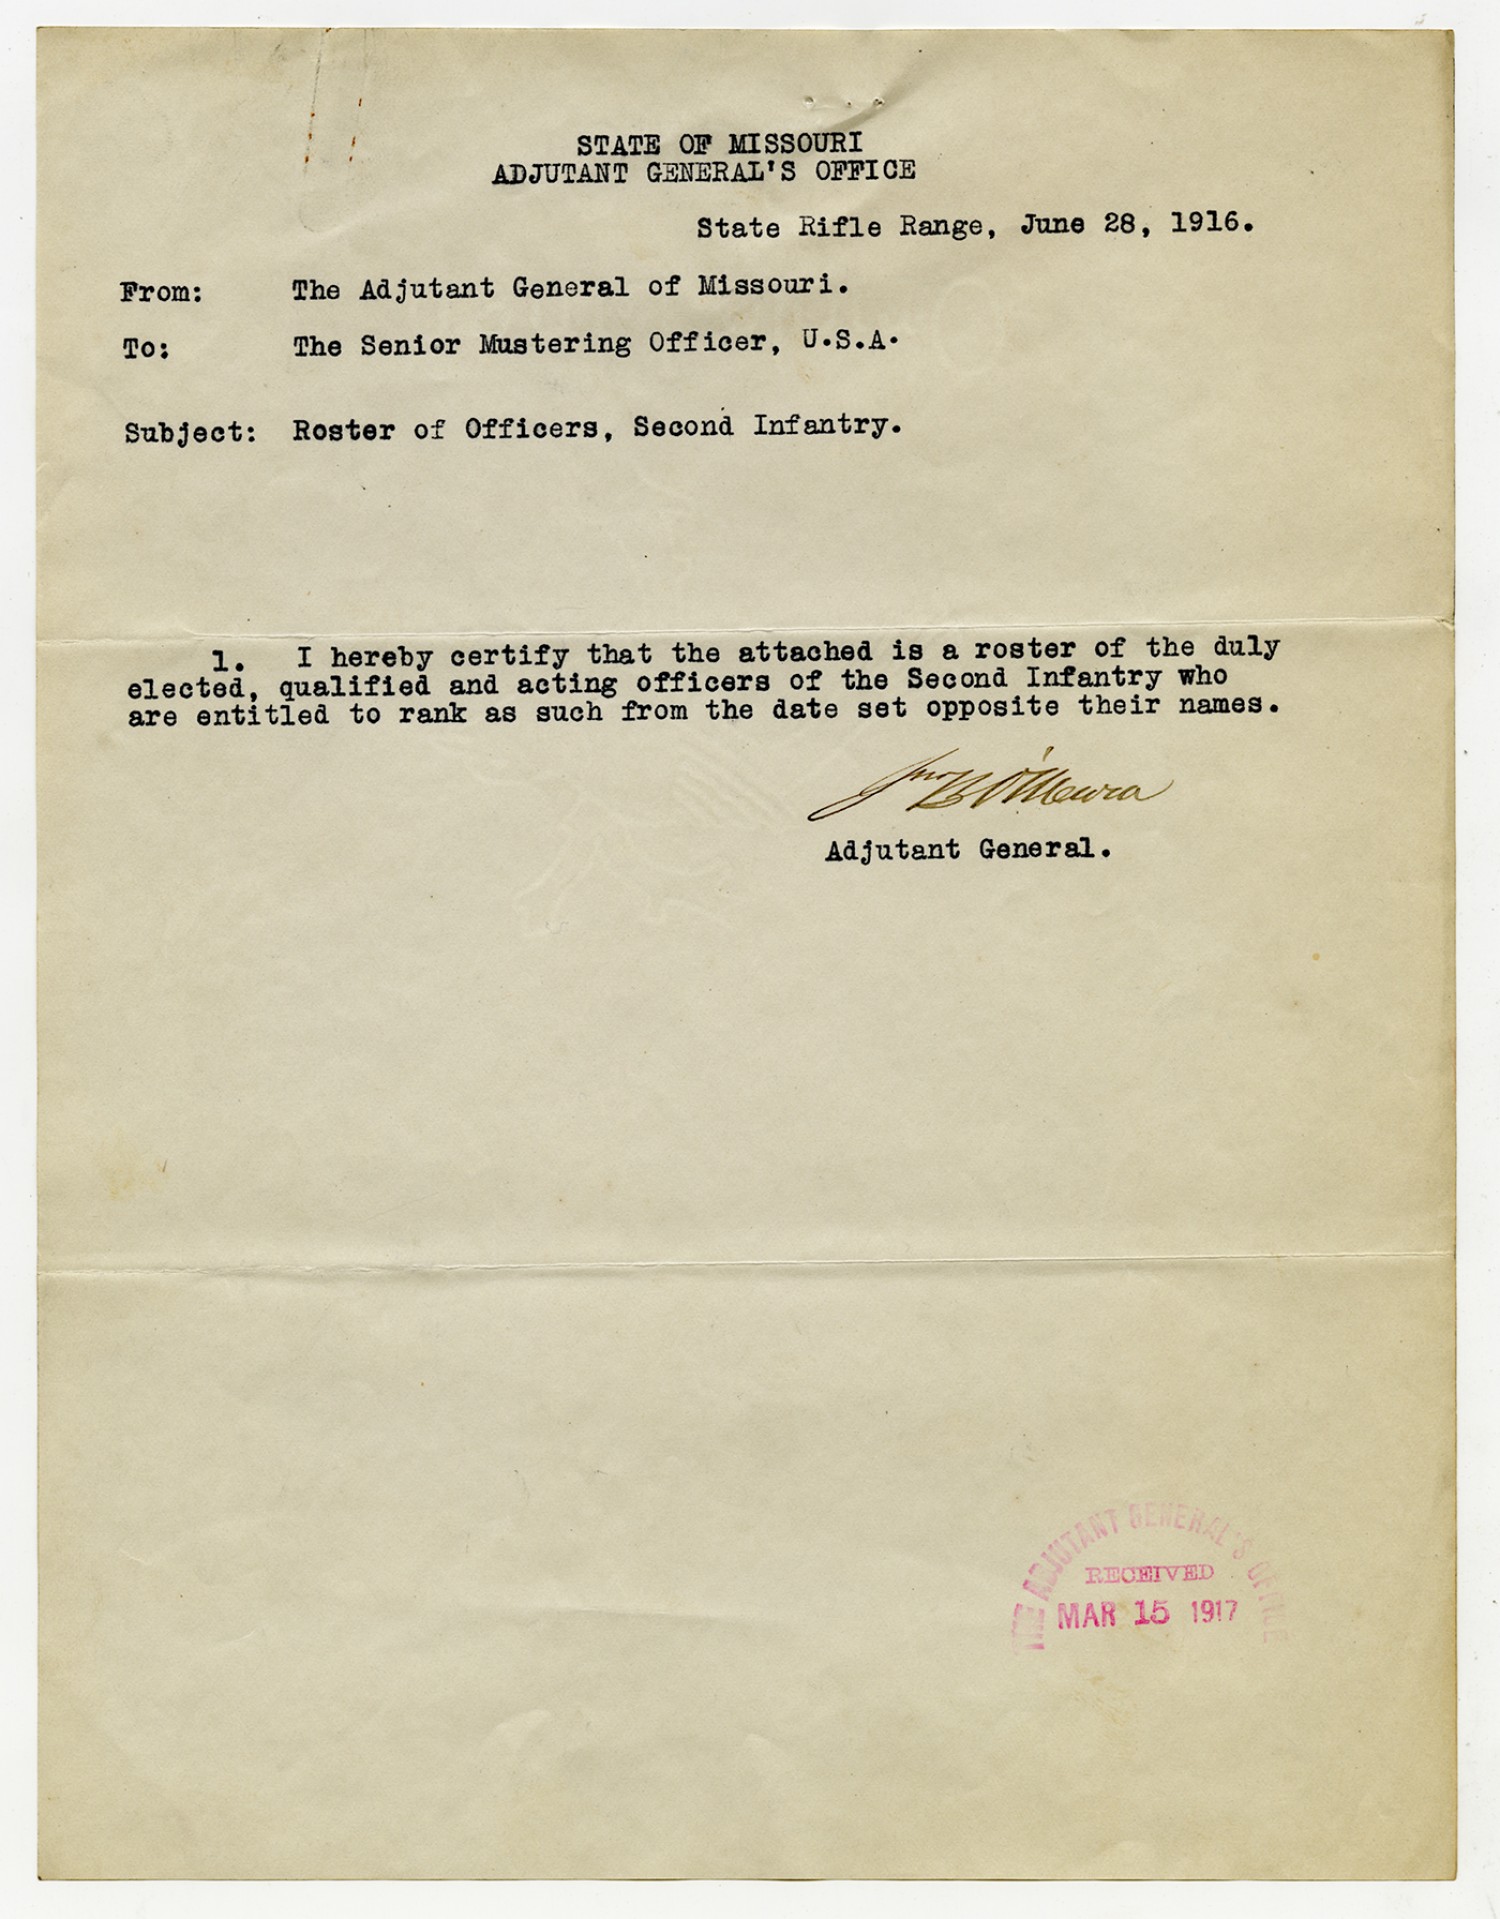 STATE OF MISSOURI
ADJUTANT GENERAL'S OFFICE
State Rifle Range, June 28, 1916.
From: The Adjutant General of Missouri.
To: The Senior Mustering Officer, U.S.A.
Subject: Roster of Officers, Second Infantry.
1. I hereby certify that the attached is a roster of the duly
elected, qualified and acting officers of the Second Infantry who
are entitled to rank as such from the date set opposite their names.
Jno B O'Meara
Adjutant General.
THE ADJUTANT GENERAL'S OFFICE
RECEIVED
MAR 15 1917